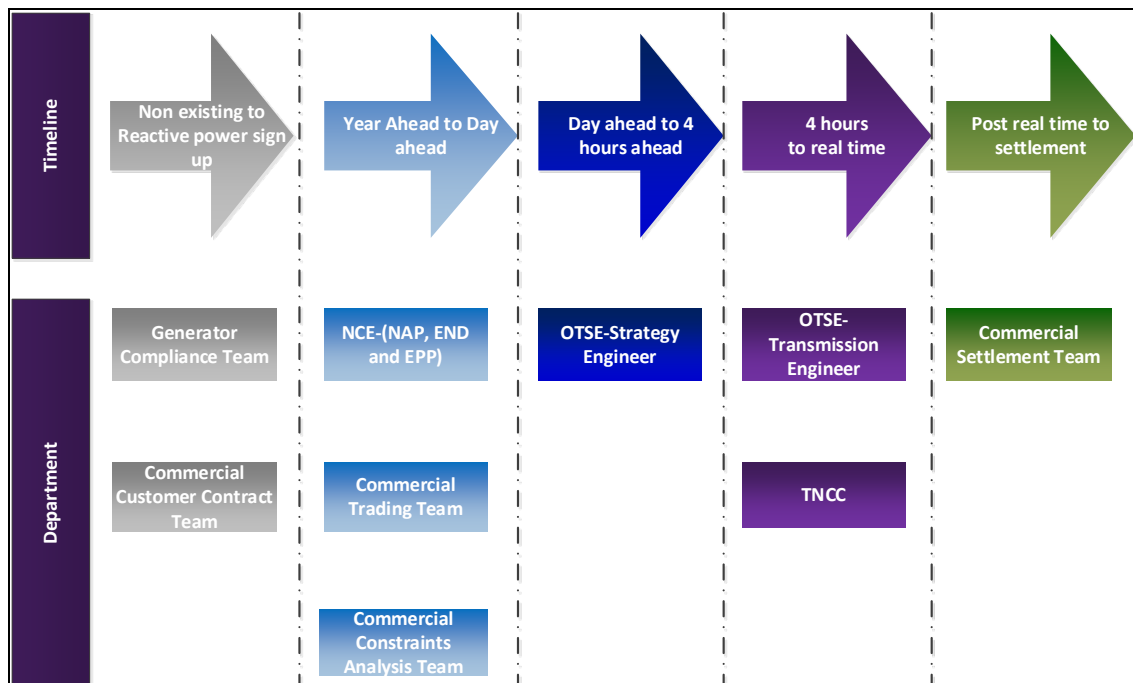 Timeline
Non existing to
Reactive power sign
up
Year Ahead to Day
ahead
Day ahead to 4
hours ahead
4 hours
to real time
Post real time to
settlement
Department
Generator
Compliance Team
NCE-(NAP, END
and EPP)
OTSE-Strategy
Engineer
OTSE-
Transmission
Engineer
Commercial
Settlement Team
Commercial
Customer Contract
Team
Commercial
Trading Team
TNCC
Commercial
Constraints
Analysis Team